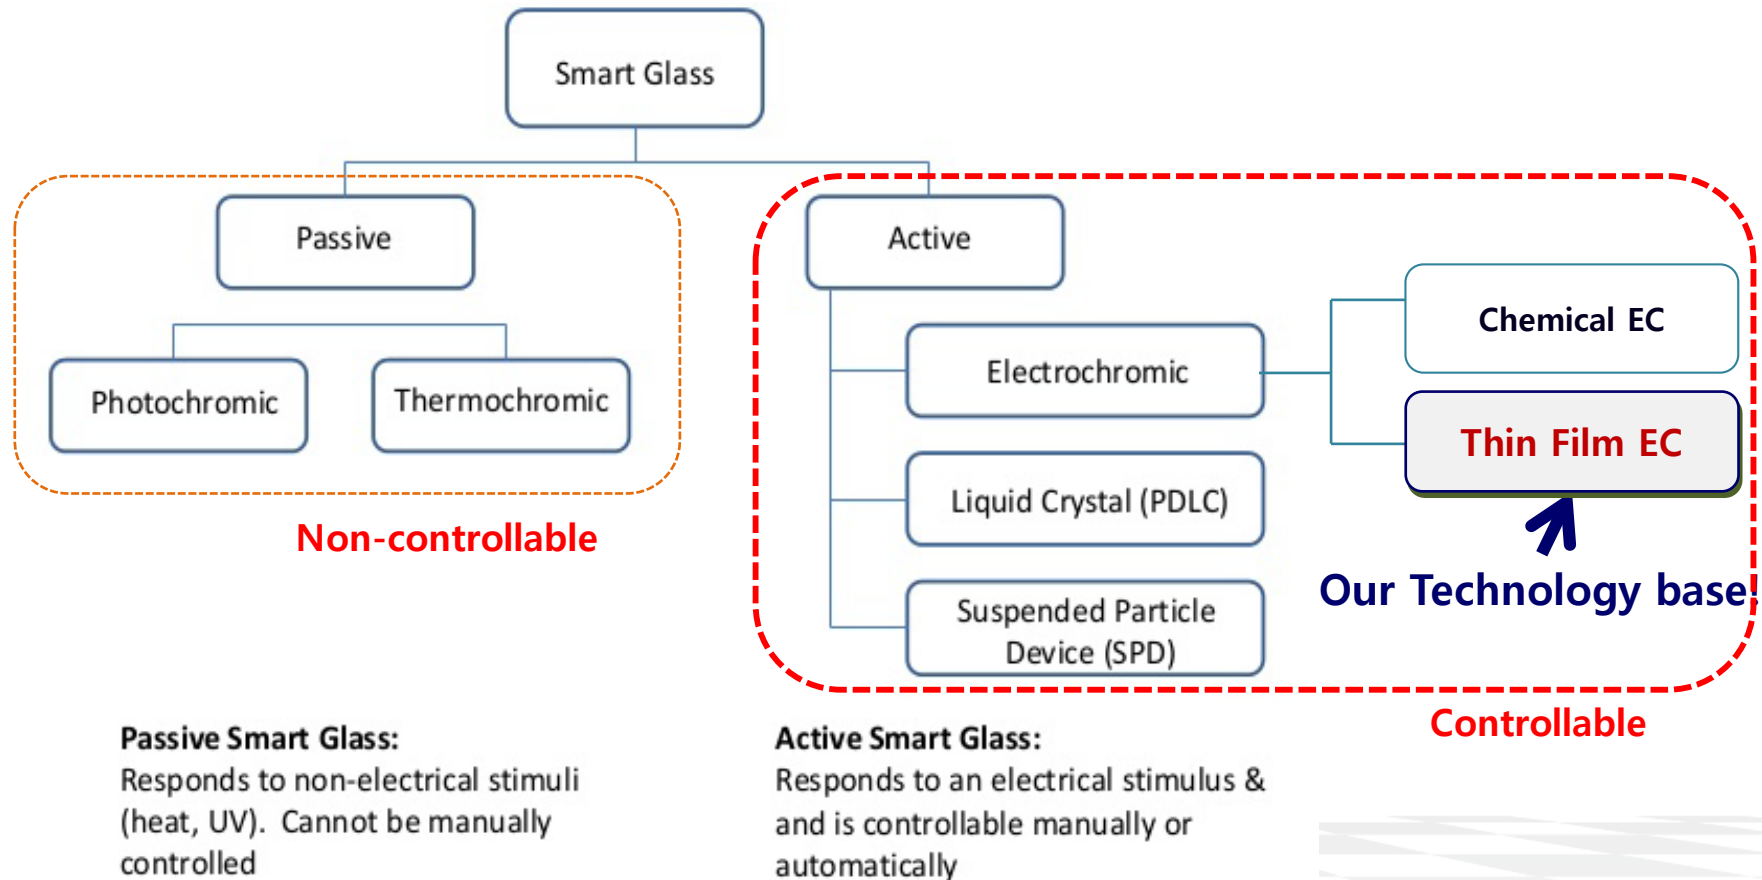 Smart Glass
Passive
Active
Photochromic
Thermochromic
Non-controllable
Electrochromic
Liquid Crystal (PDLC)
Suspended Particle
Device (SPD)
Chemical EC
Thin Film EC
Our Technology base!
Controllable
Passive Smart Glass:
Responds to non-electrical stimuli
(heat, UV).  Cannot be manually
controlled
Active Smart Glass:
Responds to an electrical stimulus &
and is controllable manually or
automatically